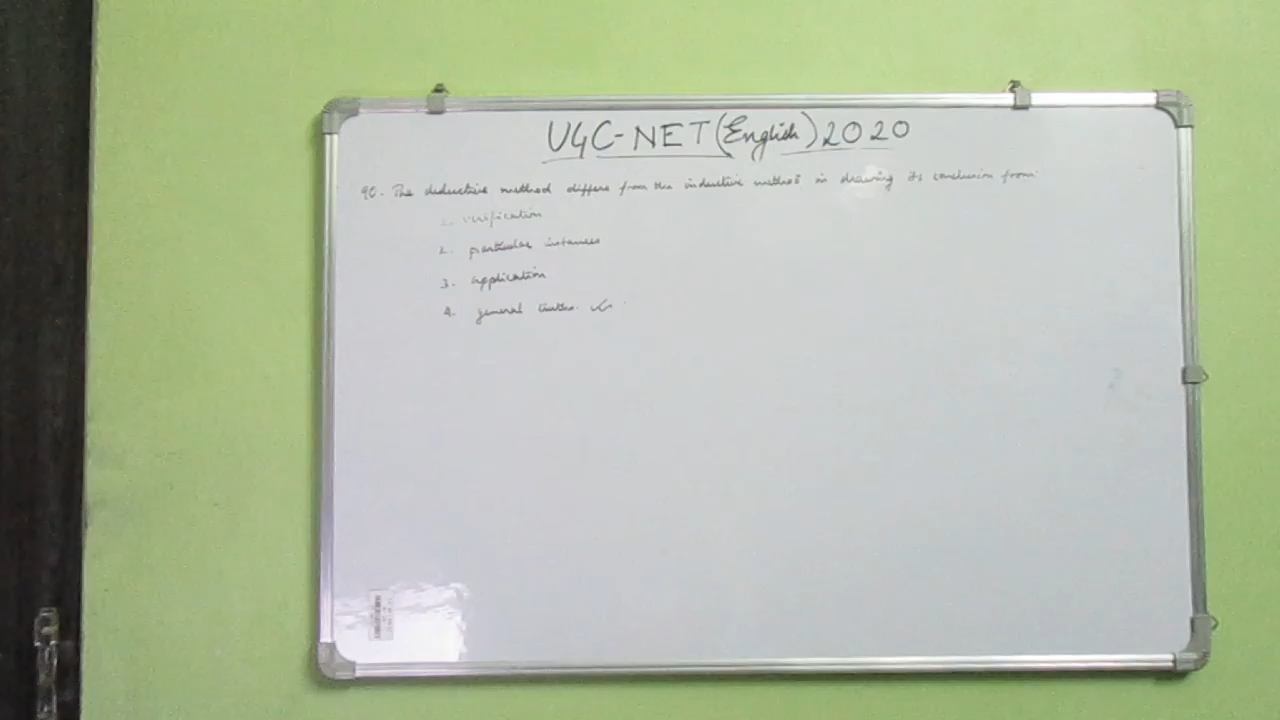 UGC-NET(English)2020
90. The deductive method differs from the inductive method in drawing its conclusion from:
1. verification
2. particular instances
3. application
4. general truths.